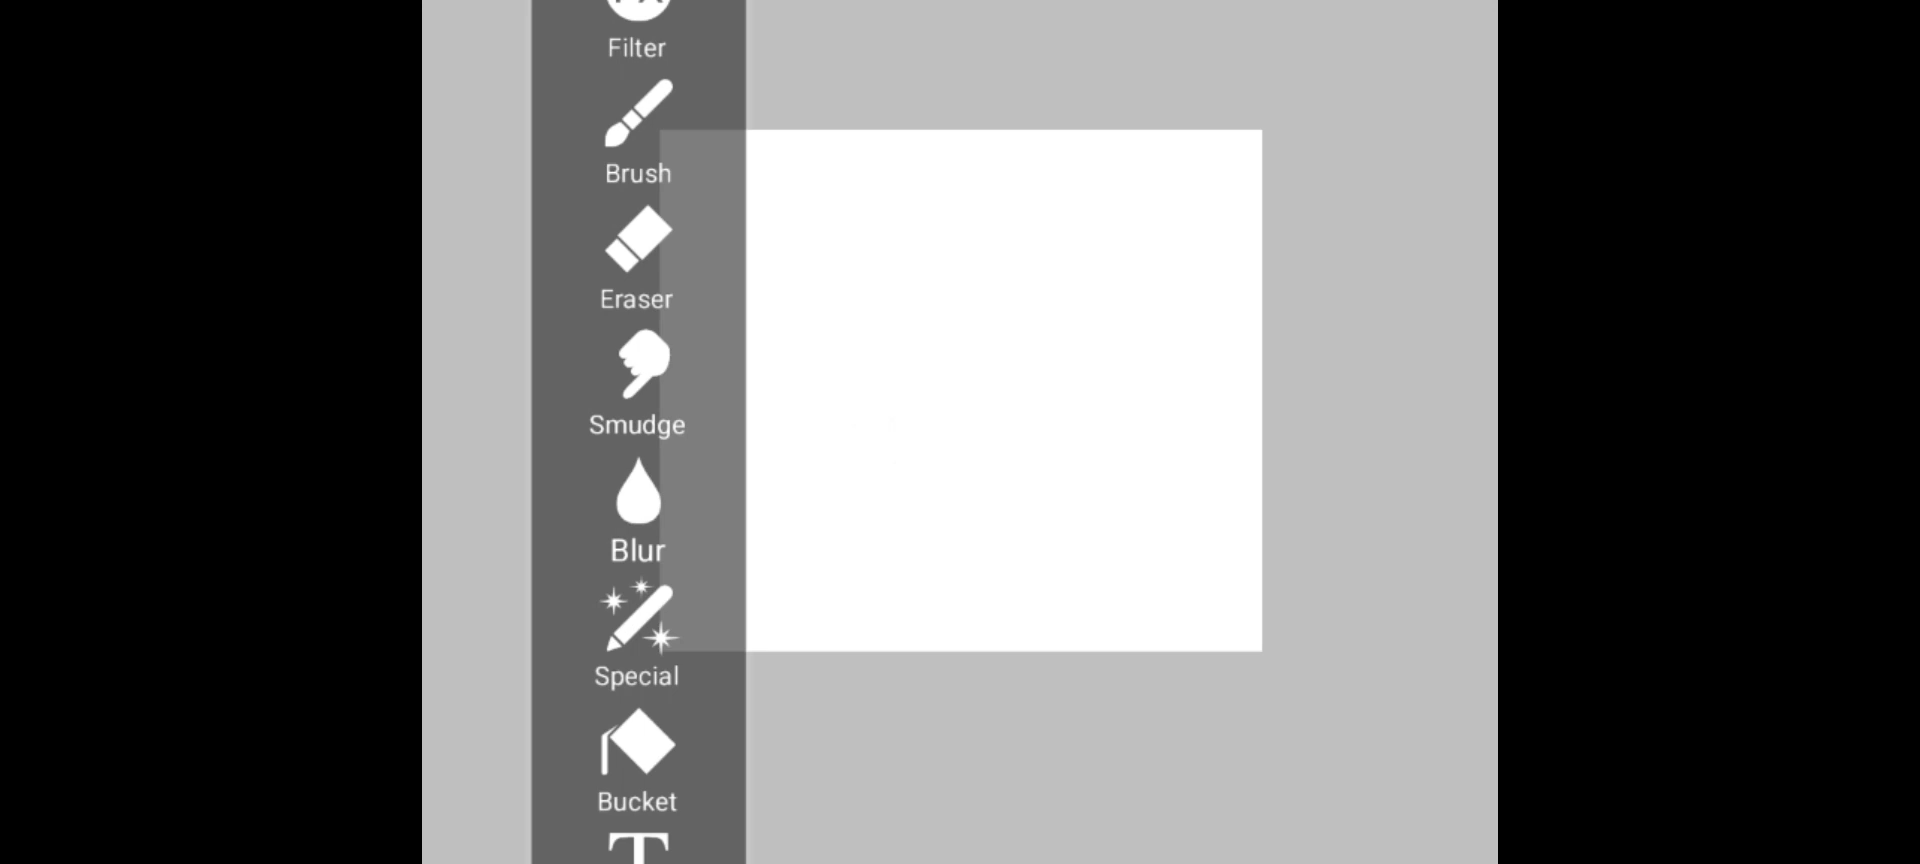 Filter
Brush
Eraser
Smudge
Blur
Special
Bucket
T